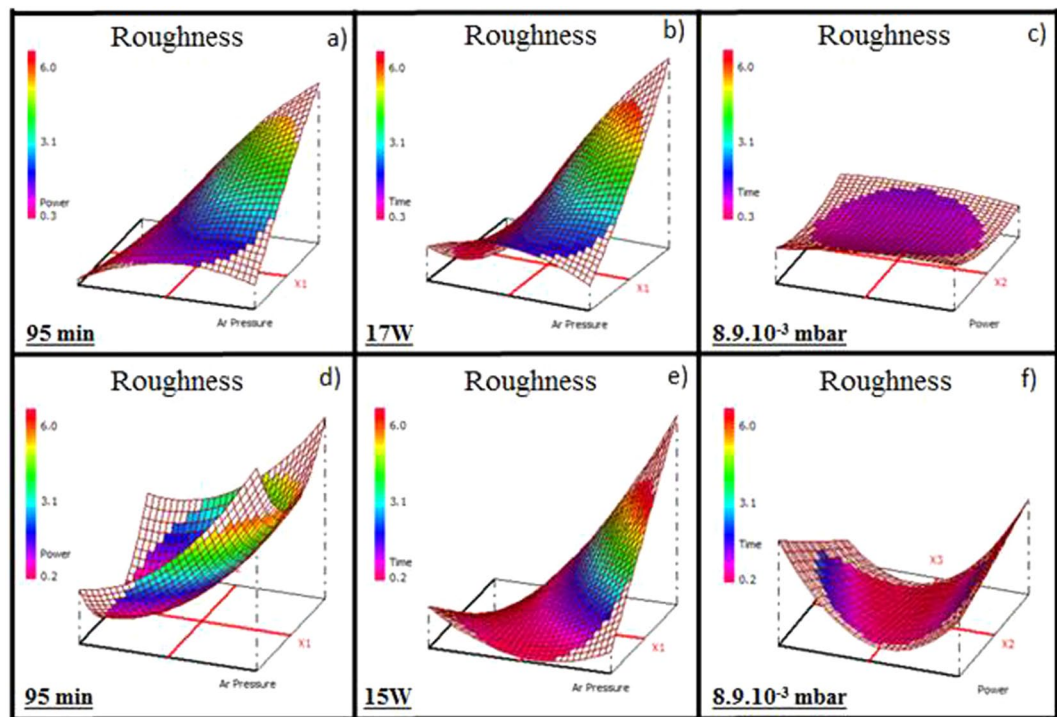 Roughness
a)
6.0
3.1
Power
0.3
X1
Ar Pressure
95 min
Roughness
b)
6.0
3.1
Time
0.3
X1
Ar Pressure
17W
Roughness
c)
6.0
3.1
Time
0.3
X2
Power
8.9.10⁻³ mbar
Roughness
d)
6.0
3.1
Power
0.2
X1
Ar Pressure
95 min
Roughness
e)
6.0
3.1
Time
0.2
X1
Ar Pressure
15W
Roughness
f)
6.0
3.1
Time
0.2
X3
X2
Power
8.9.10⁻³ mbar